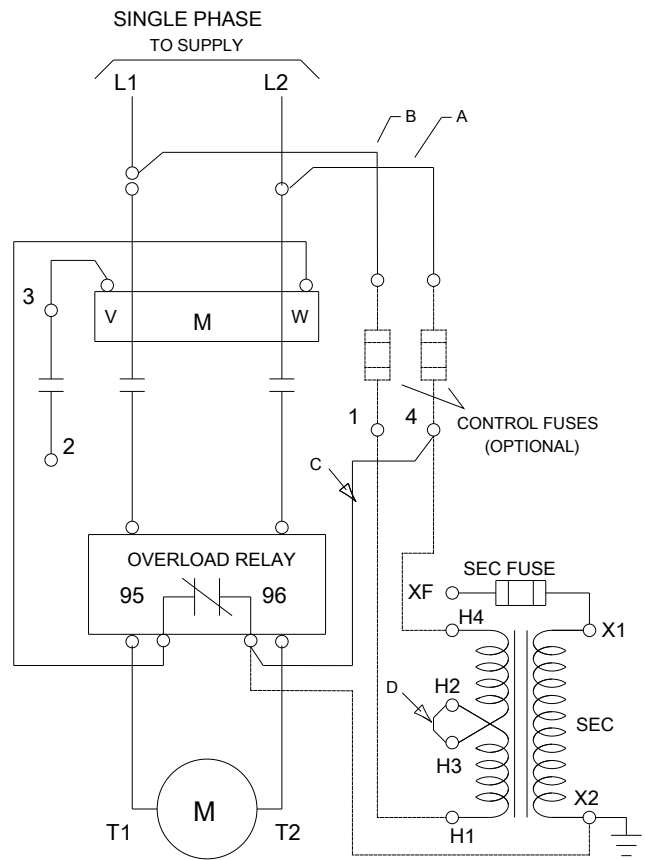 SINGLE PHASE
TO SUPPLY
L1 L2
B A
3
V M W
2
1 4
CONTROL FUSES
(OPTIONAL)
C
OVERLOAD RELAY
95 96
SEC FUSE
XF
H4 X1
D H2
SEC
H3
X2
H1
M
T1 T2